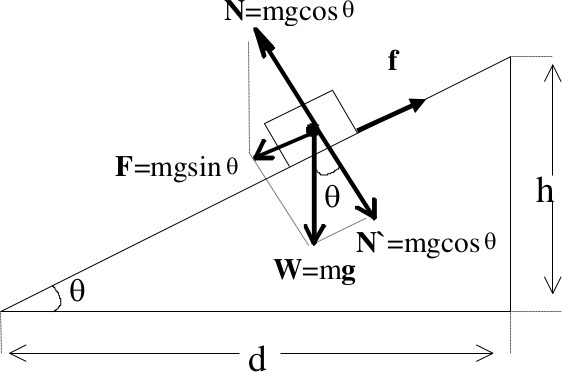 N=mgcosθ
f
F=mgsinθ
θ
N`=mgcosθ
W=mg
h
θ
d